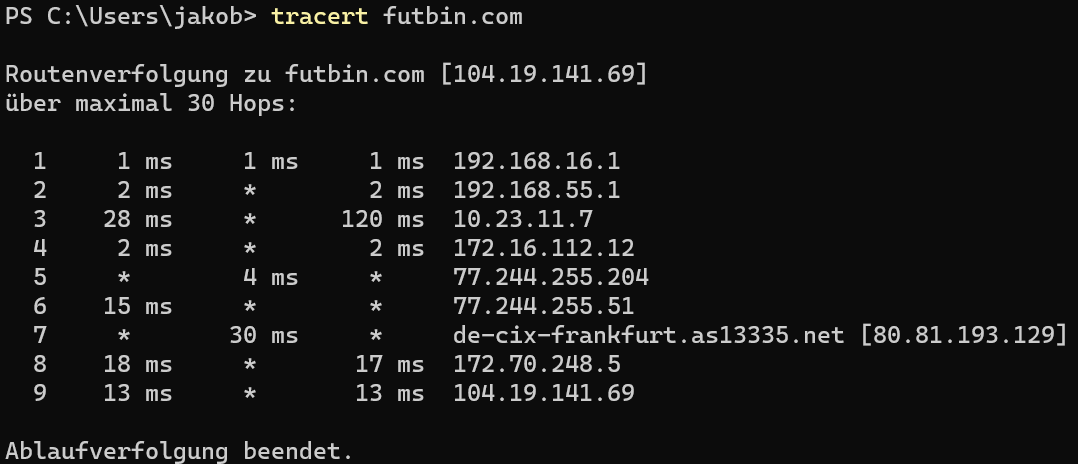 PS C:\Users\jakob> tracert futbin.com
Routenverfolgung zu futbin.com [104.19.141.69]
über maximal 30 Hops:
1 1 ms 1 ms 1 ms 192.168.16.1
2 2 ms * 2 ms 192.168.55.1
3 28 ms * 120 ms 10.23.11.7
4 2 ms * 2 ms 172.16.112.12
5 * 4 ms * 77.244.255.204
6 15 ms * * 77.244.255.51
7 * 30 ms * de-cix-frankfurt.as13335.net [80.81.193.129]
8 18 ms * 17 ms 172.70.248.5
9 13 ms * 13 ms 104.19.141.69
Ablaufverfolgung beendet.